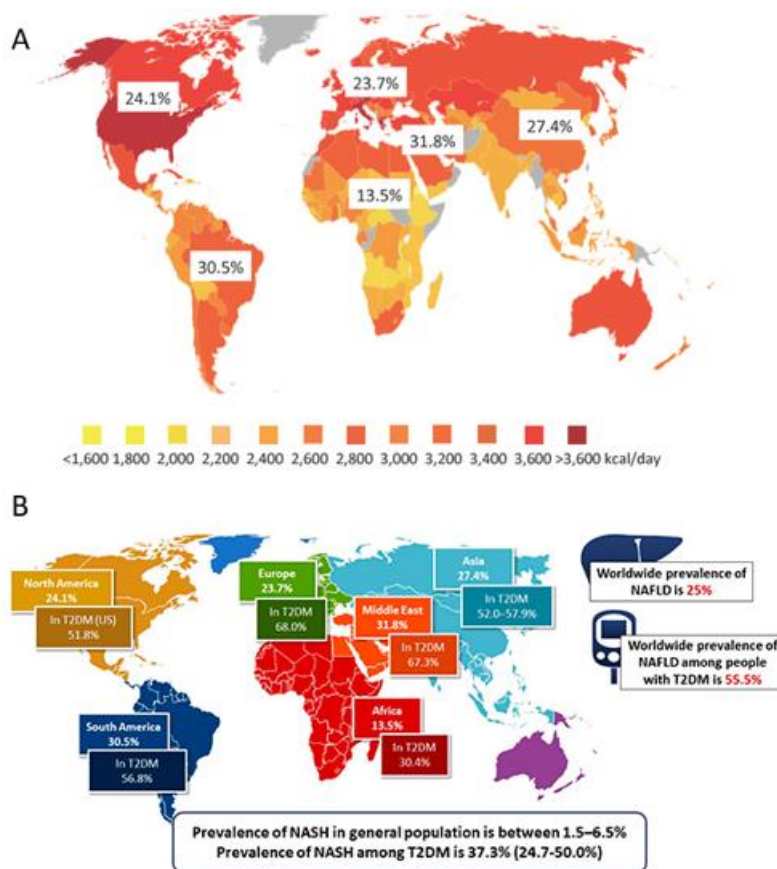 A
24.1%
23.7%
31.8%
27.4%
13.5%
30.5%
<1,600 1,800 2,000 2,200 2,400 2,600 2,800 3,000 3,200 3,400 3,600 >3,600 kcal/day
B
North America
24.1%
In T2DM (US)
51.8%
Europe
23.7%
In T2DM
68.0%
Middle East
31.8%
In T2DM
67.3%
Asia
27.4%
In T2DM
52.0–57.9%
South America
30.5%
In T2DM
56.8%
Africa
13.5%
In T2DM
30.4%
Worldwide prevalence of
NAFLD is 25%
Worldwide prevalence of
NAFLD among people
with T2DM is 55.5%
Prevalence of NASH in general population is between 1.5–6.5%
Prevalence of NASH among T2DM is 37.3% (24.7-50.0%)